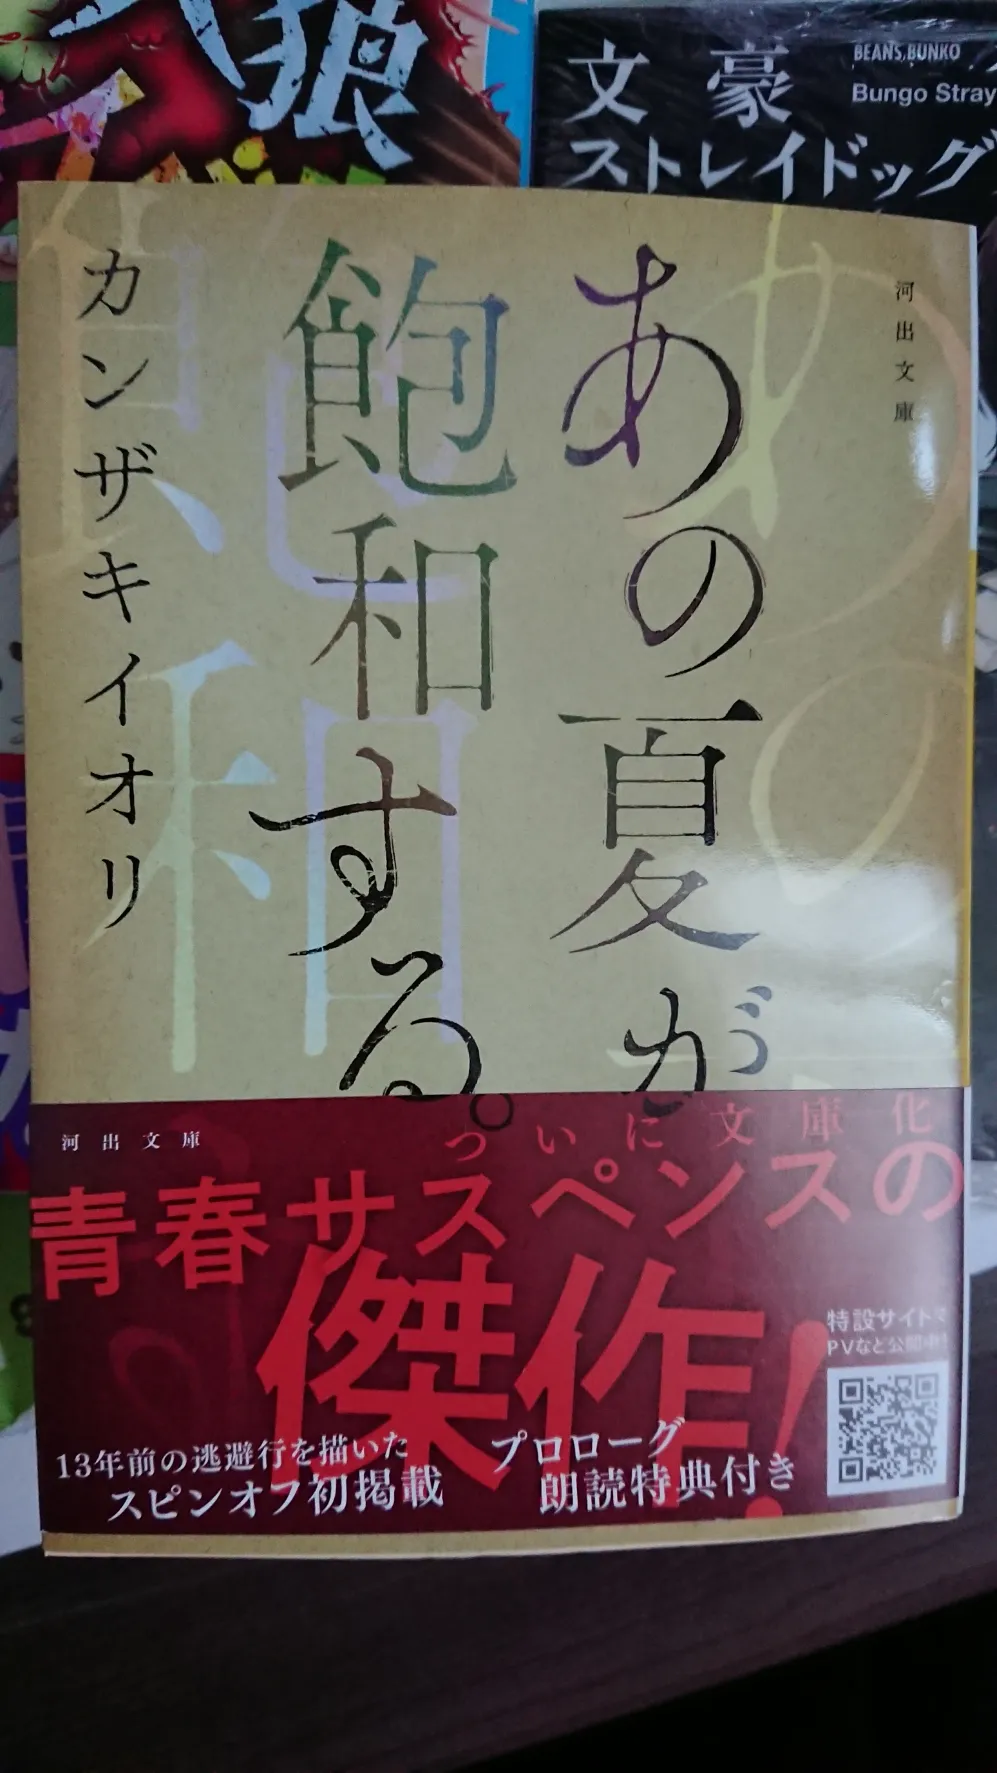 狼
文豪
BEANS BUNKO
Bungo Stray
ストレイドッグ
河出文庫
あの夏が
飽和する。
カンザキイオリ
河出文庫
ついに文庫化
青春サスペンスの
傑作!
特設サイトで
PVなど公開中
13年前の逃避行を描いた
スピンオフ初掲載
プロローグ
朗読特典付き